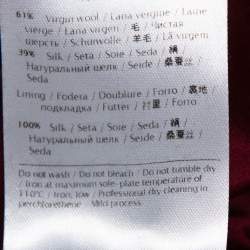 61% Virgin wool / Lana vergine / Laine
vierge / Lana virgen / 毛 / Чистая
шерсть / Schurwolle / 羊毛 / Lã virgem
39% Silk / Seta / Soie / Seda / 絹 /
Натуральный шелк / Seide / 桑蚕丝 /
Seda
Lining / Fodera / Doublure / Forro / 裏地
подкладка / Futter / 衬里 / Forro
100% Silk / Seta / Soie / Seda / 絹 /
Натуральный шелк / Seide / 桑蚕丝 /
Seda
Do not wash / Do not bleach / Do not tumble dry
/ Iron at maximum sole- plate temperature of
110°C / Iron, low / Professional dry cleaning in
perchlorethene Mild process